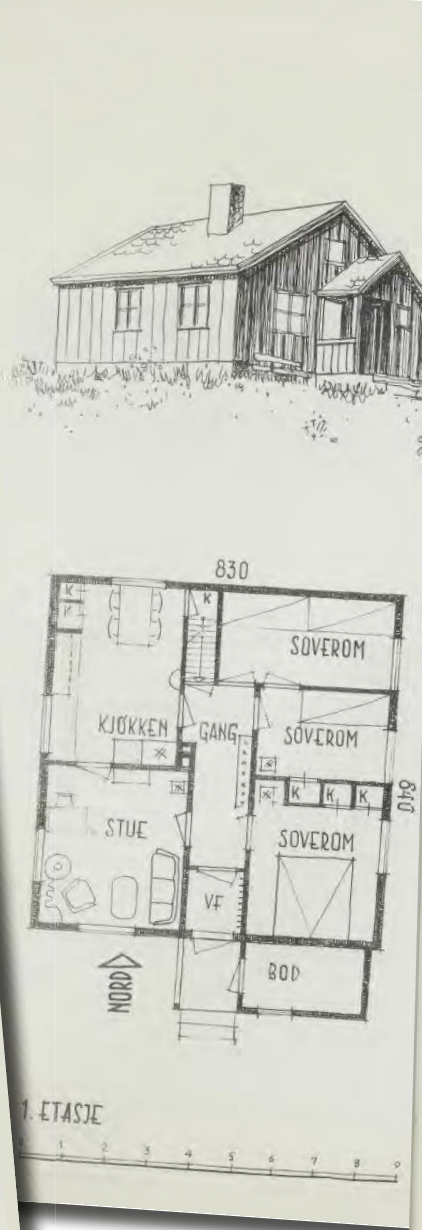 830
K
K
K
SOVEROM
KJØKKEN
GANG
SOVEROM
840
K
K
K
STUE
SOVEROM
VF
BOD
NORD
1. ETASJE
1 2 3 4 5 6 7 8 9